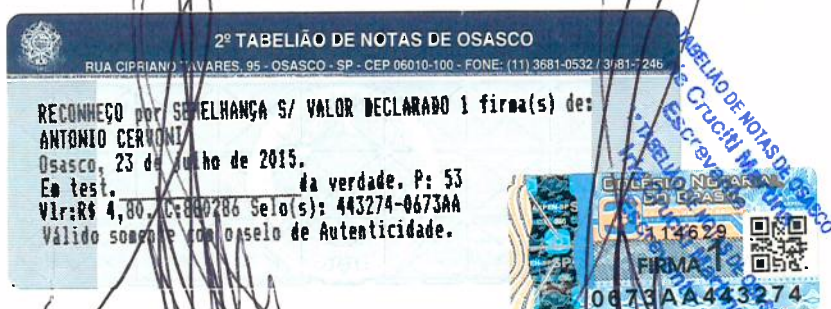 2º TABELIÃO DE NOTAS DE OSASCO
RUA CIPRIANO TAVARES, 95 - OSASCO - SP - CEP 06010-100 - FONE: (11) 3681-0532 / 3681-7246
RECONHEÇO por SEMELHANÇA S/ VALOR DECLARADO 1 firma(s) de:
ANTONIO CERVONI
Osasco, 23 de julho de 2015.
Em test. da verdade. P: 53
Vlr:R$ 4,80. C:880286 Selo(s): 443274-0673AA
Válido somente com o selo de Autenticidade.
COLÉGIO NOTARIAL
DO BRASIL
114629
FIRMA 1
0673AA443274
TABELIÃO DE NOTAS DE OSASCO
Escrevente